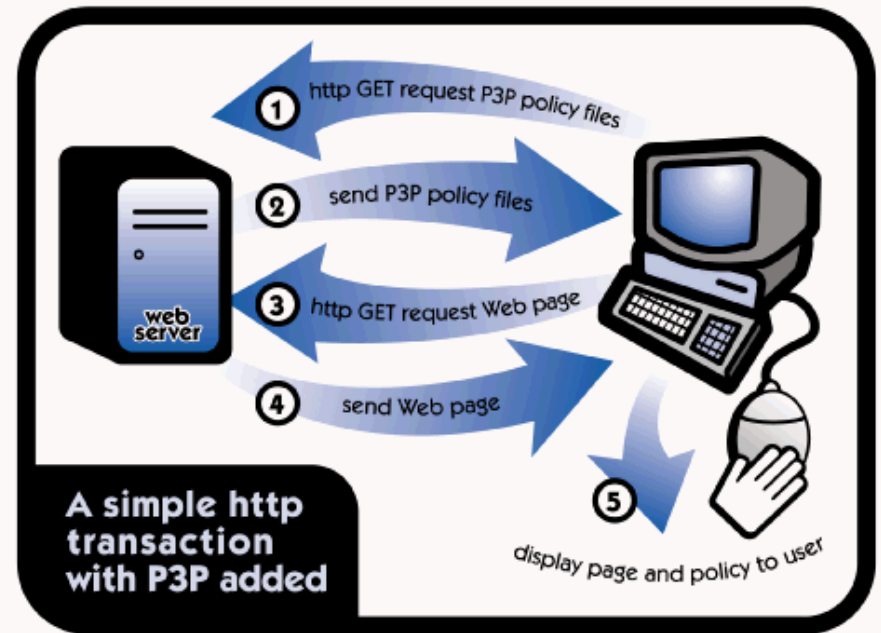 1 http GET request P3P policy files
2 send P3P policy files
web
server
3 http GET request Web page
4 send Web page
5
display page and policy to user
A simple http
transaction
with P3P added